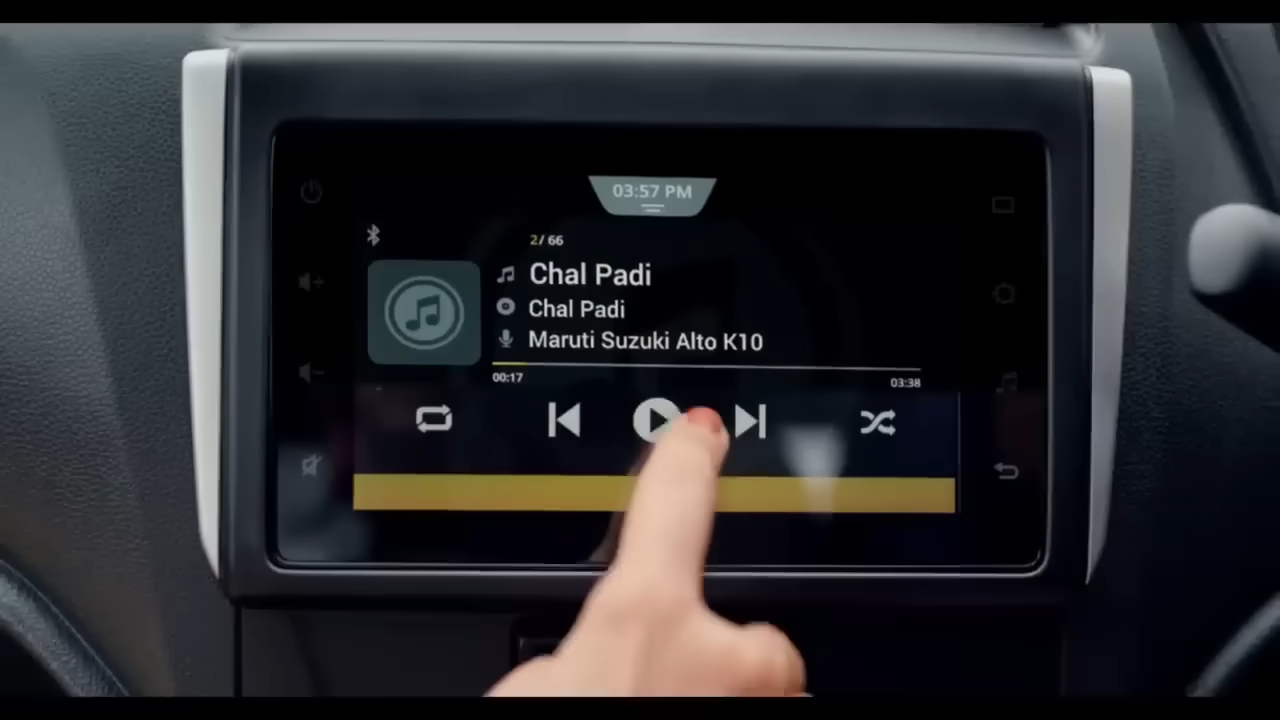 03:57 PM
2/ 66
Chal Padi
Chal Padi
Maruti Suzuki Alto K10
00:17
03:38